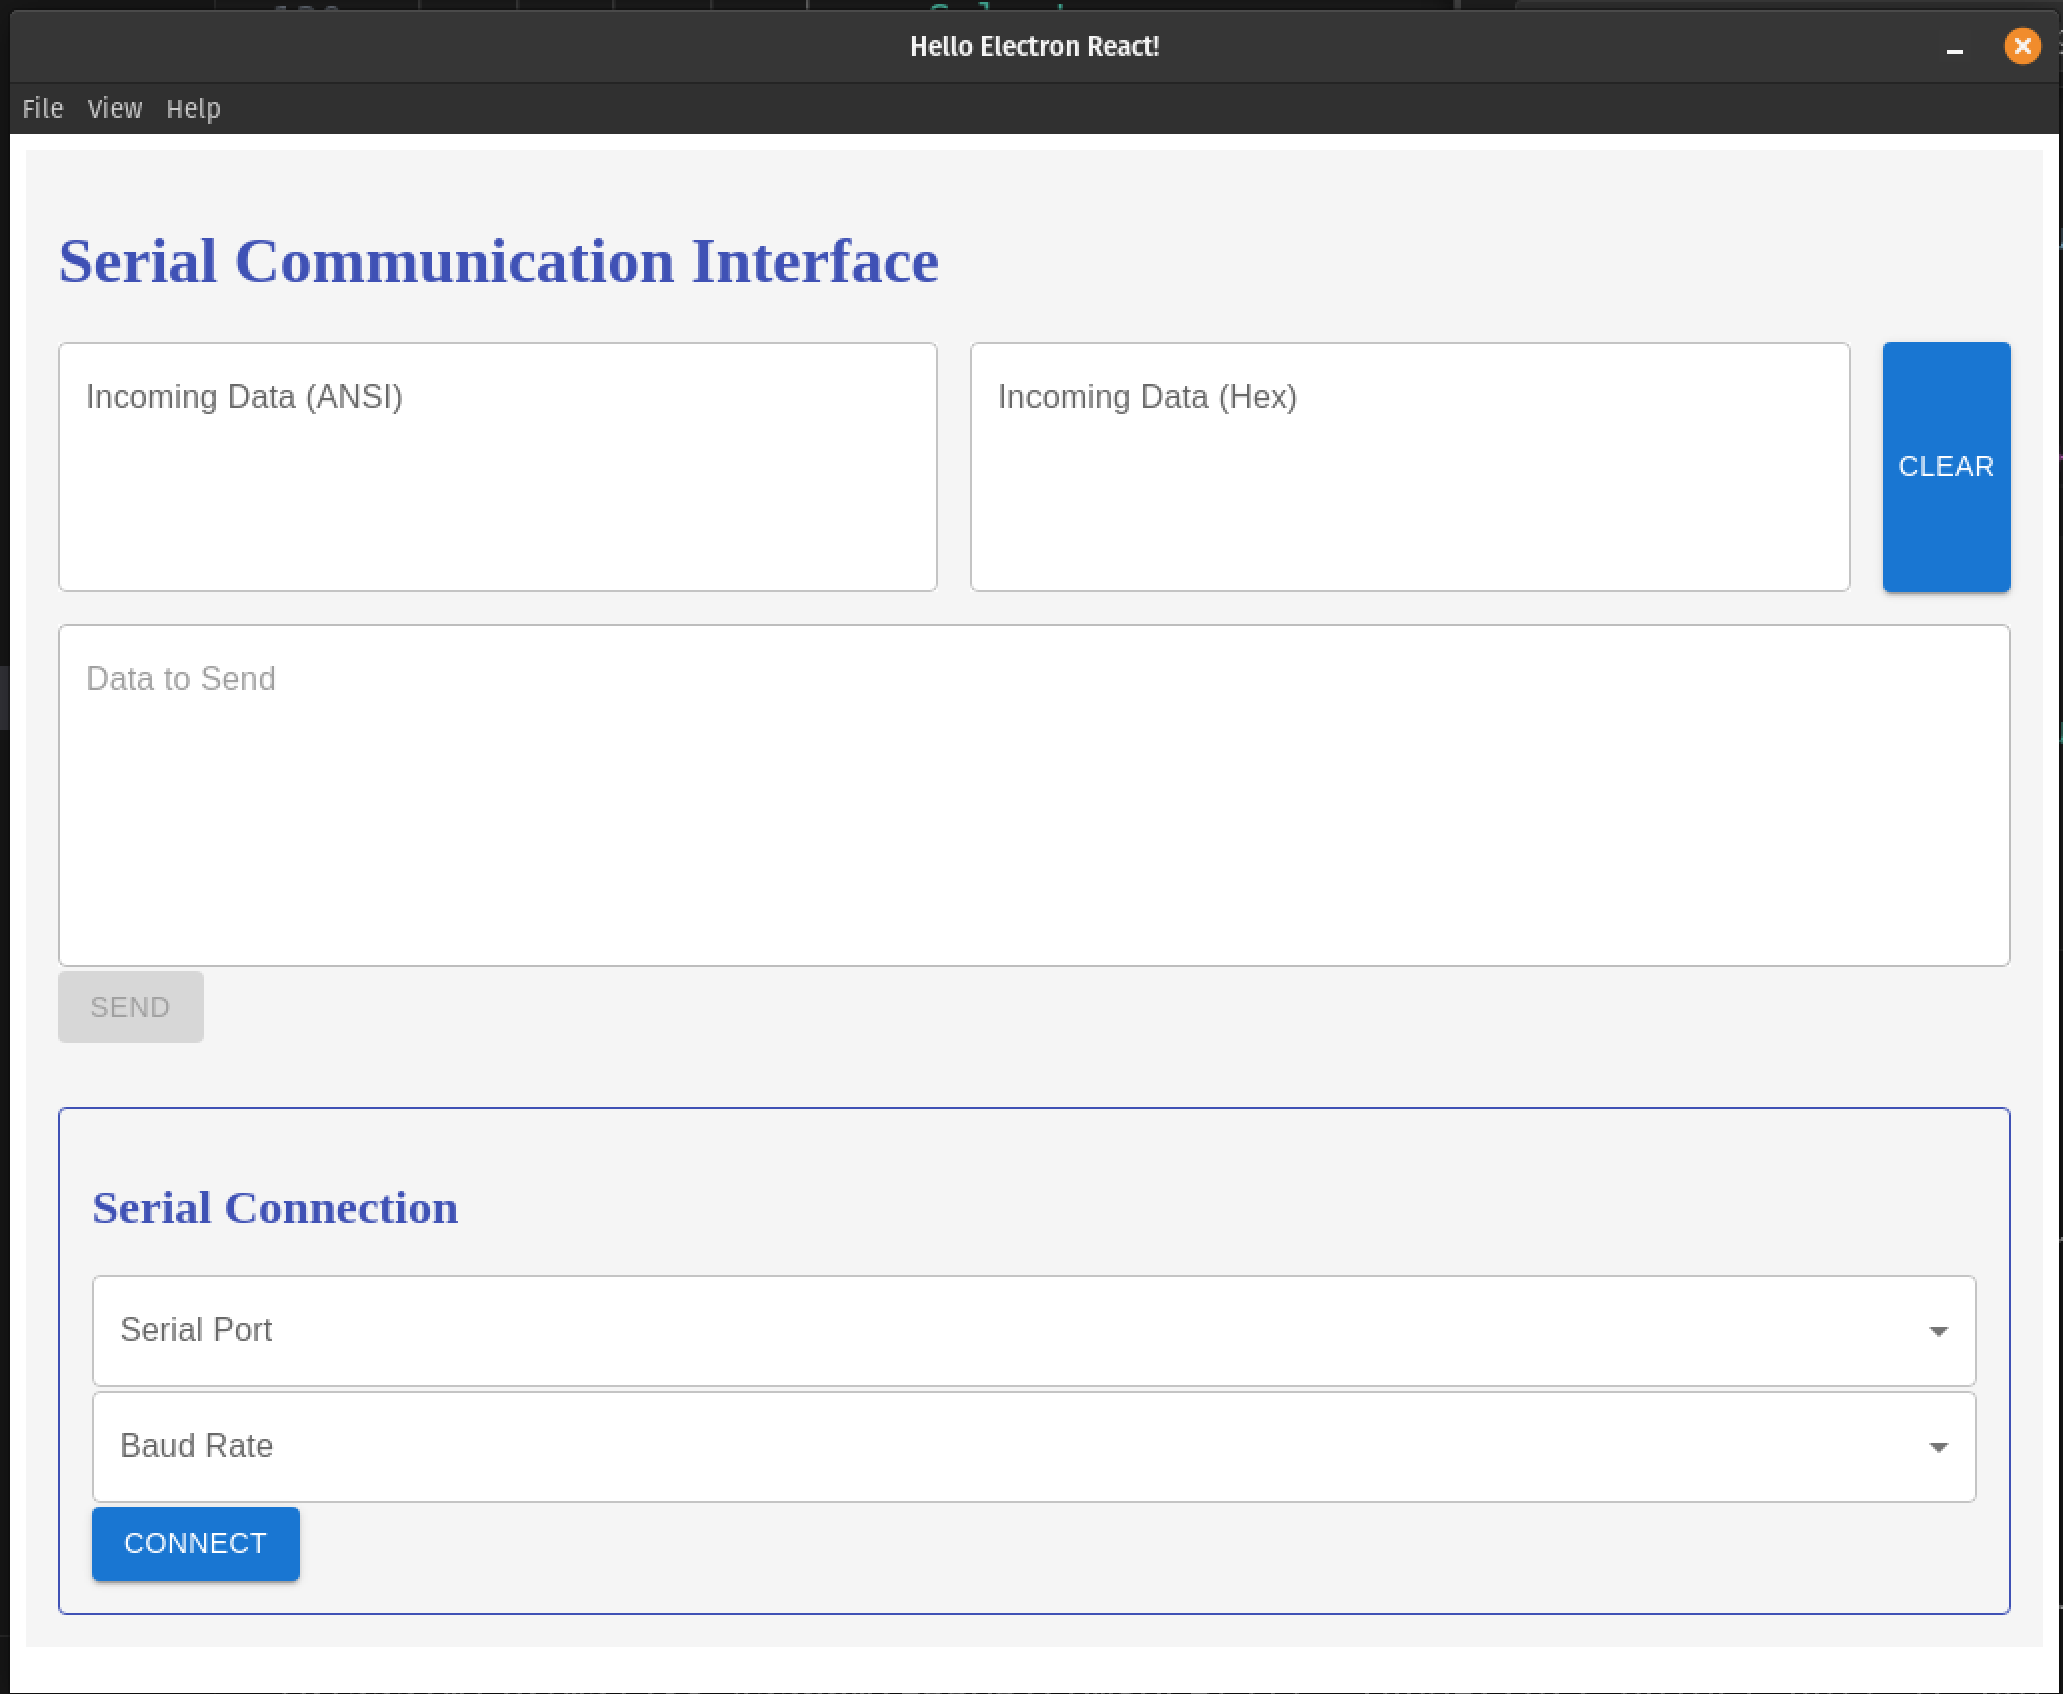 Hello Electron React!
File View Help
Serial Communication Interface
Incoming Data (ANSI)
Incoming Data (Hex)
CLEAR
Data to Send
SEND
Serial Connection
Serial Port
Baud Rate
CONNECT